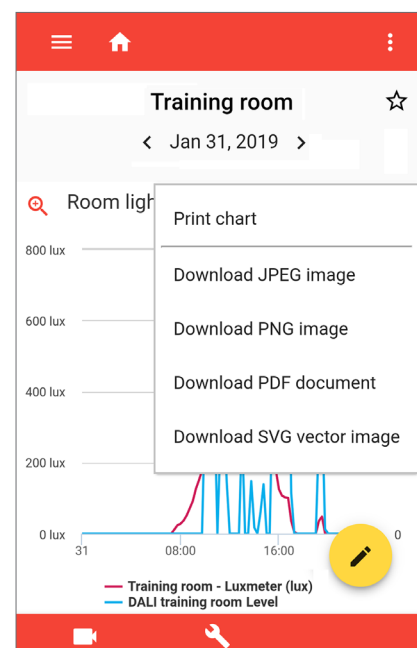 Training room
Jan 31, 2019
Room ligh
Print chart
Download JPEG image
Download PNG image
Download PDF document
Download SVG vector image
800 lux
600 lux
400 lux
200 lux
0 lux
0
31
08:00
16:00
Training room - Luxmeter (lux)
DALI training room Level